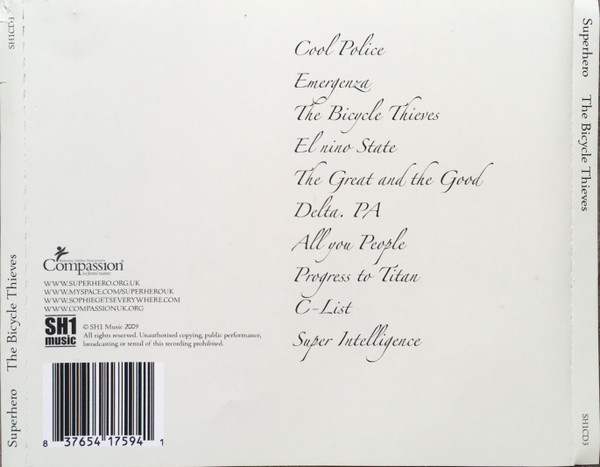 SH1CD3
Superhero The Bicycle Thieves
Cool Police
Emergenza
The Bicycle Thieves
El nino State
The Great and the Good
Delta. PA
All you People
Progress to Titan
C-List
Super Intelligence
Compassion
WWW.SUPERHERO.ORG.UK
WWW.MYSPACE.COM/SUPERHEROUK
WWW.SOPHIEGETSEVERYWHERE.COM
WWW.COMPASSIONUK.ORG
SH1
music
© SH1 Music 2009
All rights reserved. Unauthorised copying, public performance,
broadcasting or rental of this recording prohibited.
8 37654 17594 1
Superhero The Bicycle Thieves
SH1CD3